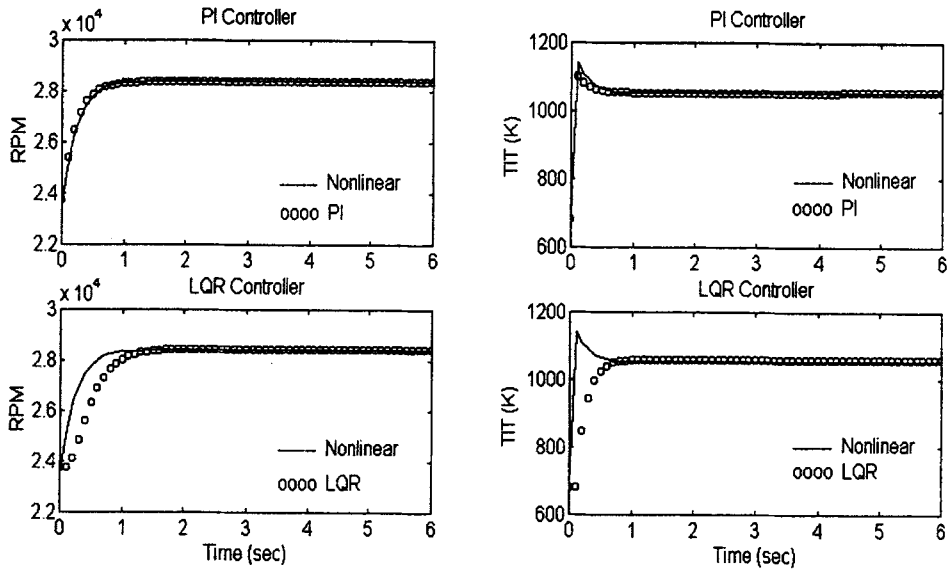 PI Controller
x 10⁴
3
2.8
2.6
2.4
2.2
RPM
Nonlinear
oooo PI
0 1 2 3 4 5 6
PI Controller
1200
1000
800
600
TIT (K)
Nonlinear
oooo PI
0 1 2 3 4 5 6
LQR Controller
x 10⁴
3
2.8
2.6
2.4
2.2
RPM
Nonlinear
oooo LQR
0 1 2 3 4 5 6
Time (sec)
LQR Controller
1200
1000
800
600
TIT (K)
Nonlinear
oooo LQR
0 1 2 3 4 5 6
Time (sec)